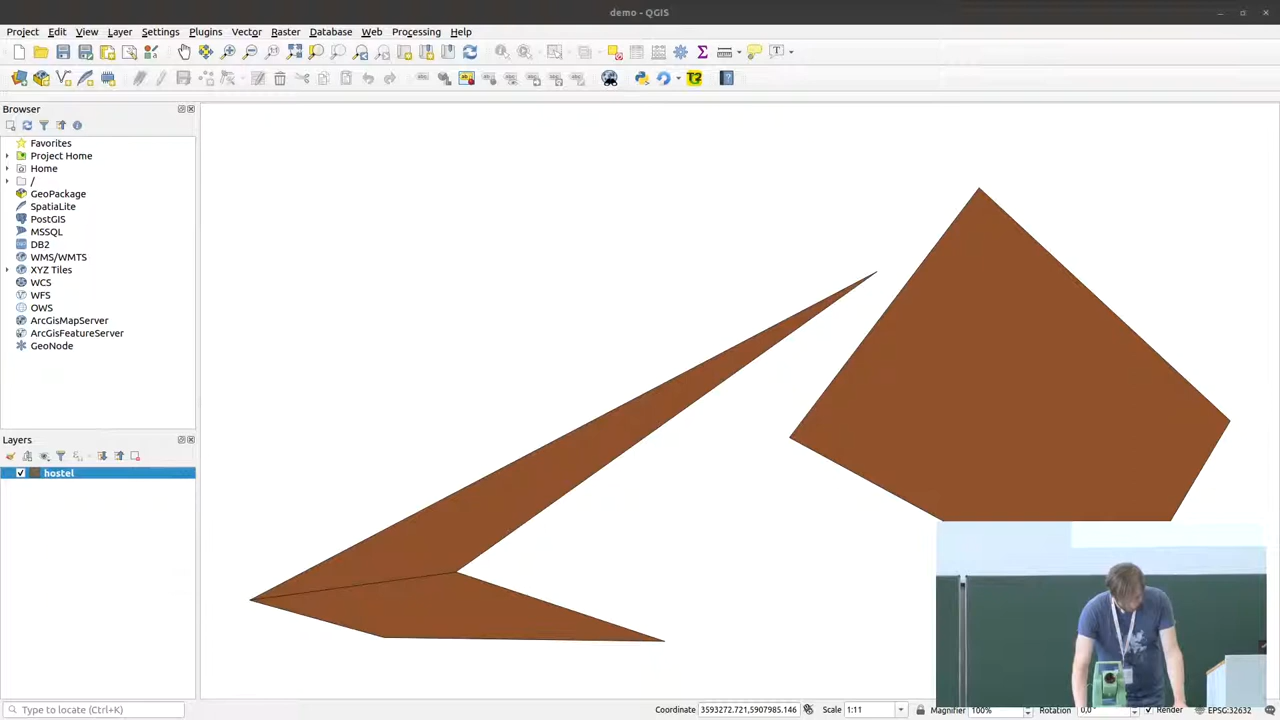 demo - QGIS
Project Edit View Layer Settings Plugins Vector Raster Database Web Processing Help
Browser
Favorites
Project Home
Home
/
GeoPackage
SpatiaLite
PostGIS
MSSQL
DB2
WMS/WMTS
XYZ Tiles
WCS
WFS
OWS
ArcGisMapServer
ArcGisFeatureServer
GeoNode
Layers
hostel
Type to locate (Ctrl+K)
Coordinate 3593272.721,5907985.146 Scale 1:11 Magnifier 100% Rotation 0,0 ° Render EPSG:32632